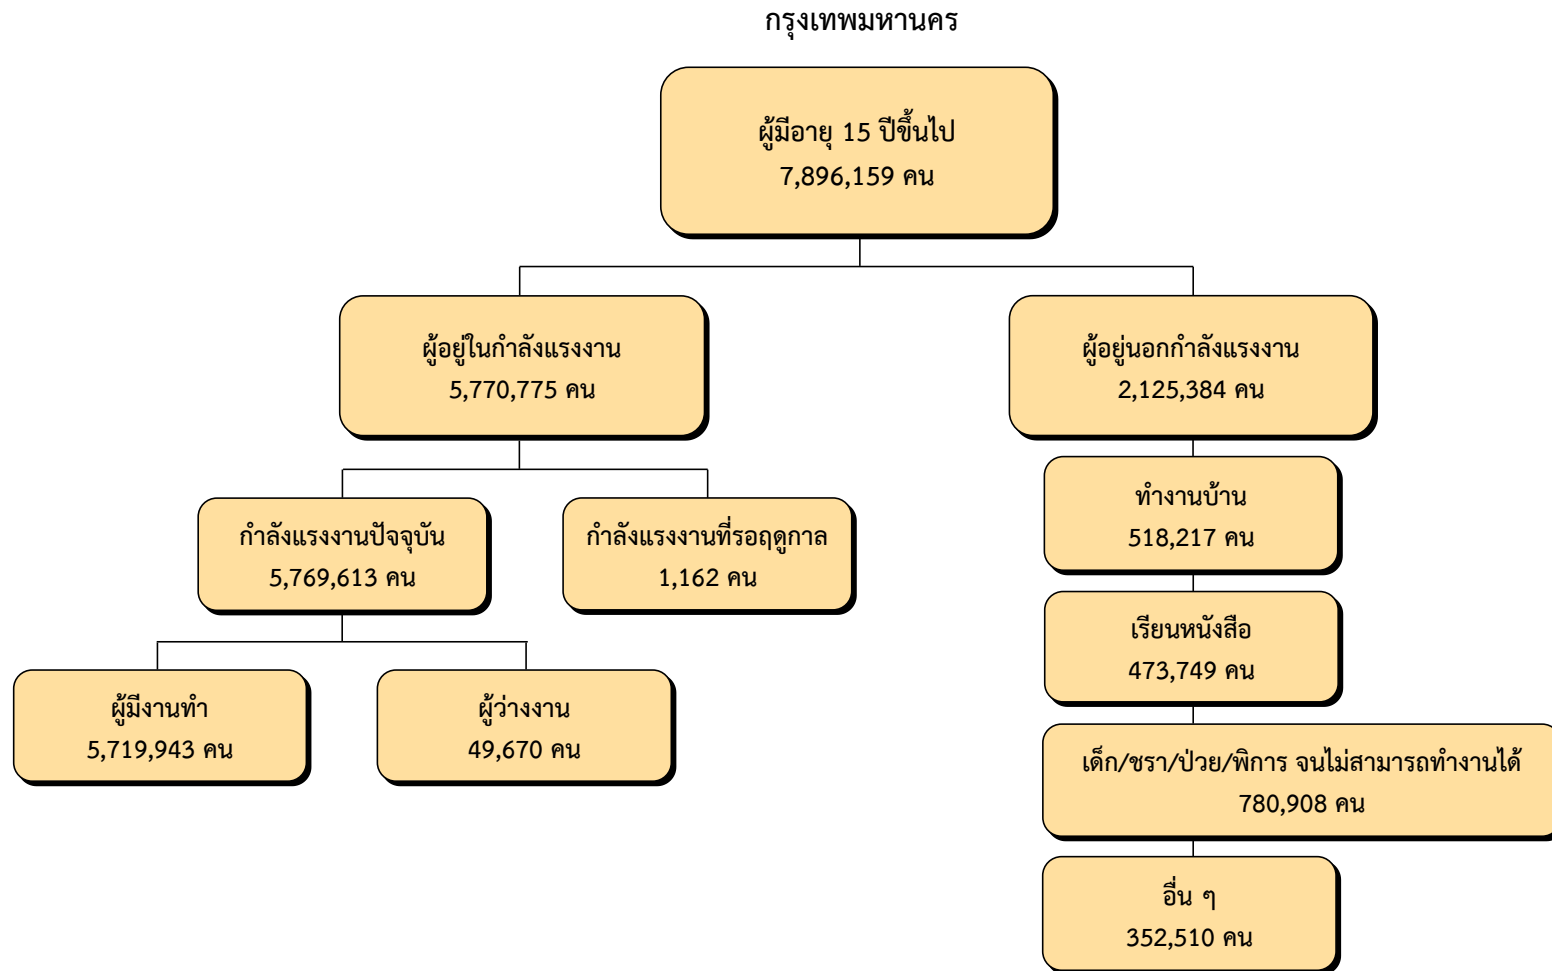 กรุงเทพมหานคร
ผู้มีอายุ 15 ปีขึ้นไป
7,896,159 คน
ผู้อยู่ในกำลังแรงงาน
5,770,775 คน
ผู้อยู่นอกกำลังแรงงาน
2,125,384 คน
กำลังแรงงานปัจจุบัน
5,769,613 คน
กำลังแรงงานที่รอฤดูกาล
1,162 คน
ผู้มีงานทำ
5,719,943 คน
ผู้ว่างงาน
49,670 คน
ทำงานบ้าน
518,217 คน
เรียนหนังสือ
473,749 คน
เด็ก/ชรา/ป่วย/พิการ จนไม่สามารถทำงานได้
780,908 คน
อื่น ๆ
352,510 คน